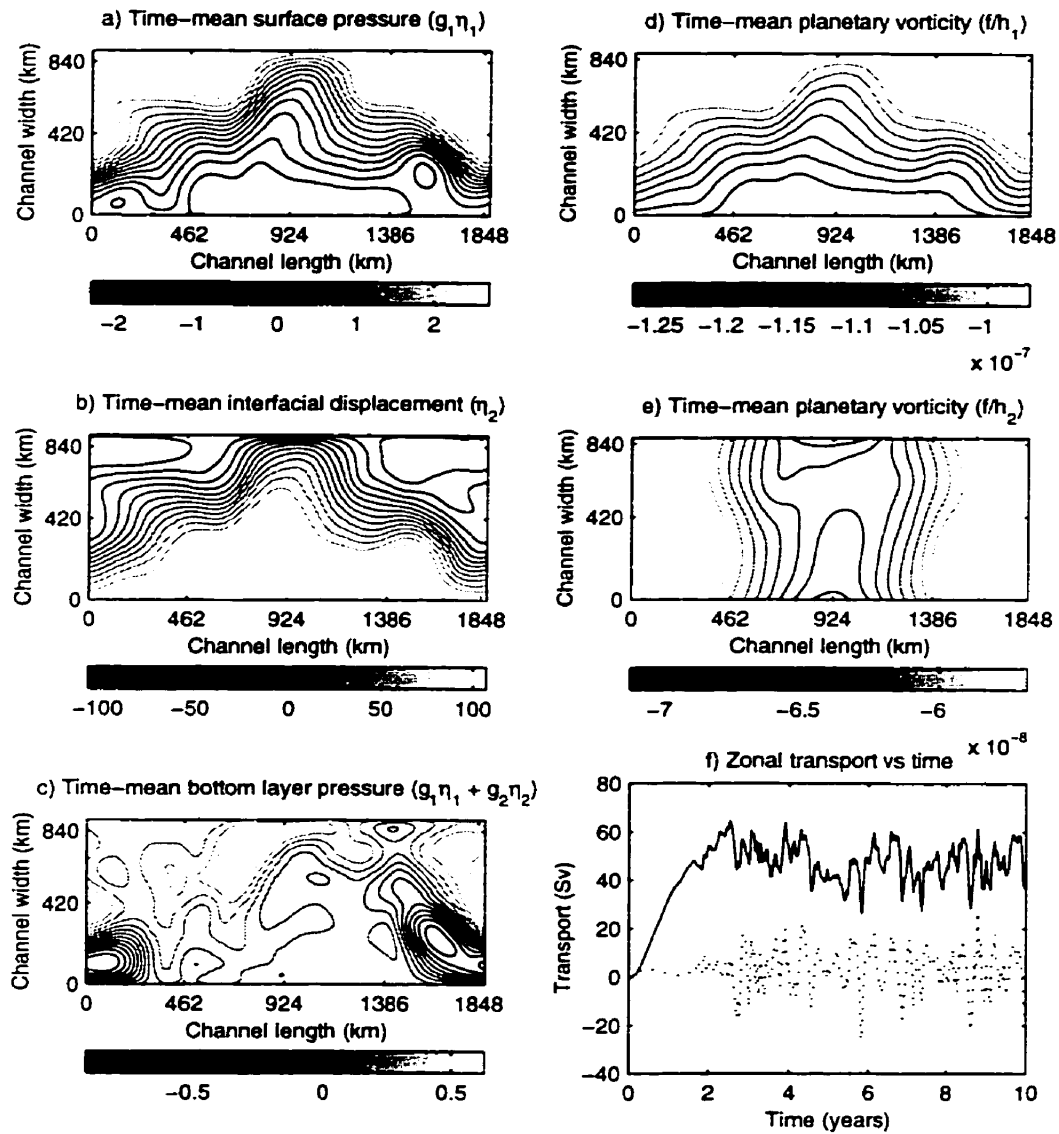 a) Time-mean surface pressure (g₁η₁)
Channel width (km)
840
420
0
0 462 924 1386 1848
Channel length (km)
-2 -1 0 1 2
d) Time-mean planetary vorticity (f/h₁)
Channel width (km)
840
420
0
0 462 924 1386 1848
Channel length (km)
-1.25 -1.2 -1.15 -1.1 -1.05 -1
x 10⁻⁷
b) Time-mean interfacial displacement (η₂)
Channel width (km)
840
420
0
0 462 924 1386 1848
Channel length (km)
-100 -50 0 50 100
e) Time-mean planetary vorticity (f/h₂)
Channel width (km)
840
420
0
0 462 924 1386 1848
Channel length (km)
-7 -6.5 -6
x 10⁻⁸
c) Time-mean bottom layer pressure (g₁η₁ + g₂η₂)
Channel width (km)
840
420
0
0 462 924 1386 1848
Channel length (km)
-0.5 0 0.5
f) Zonal transport vs time
Transport (Sv)
80
60
40
20
0
-20
-40
0 2 4 6 8 10
Time (years)